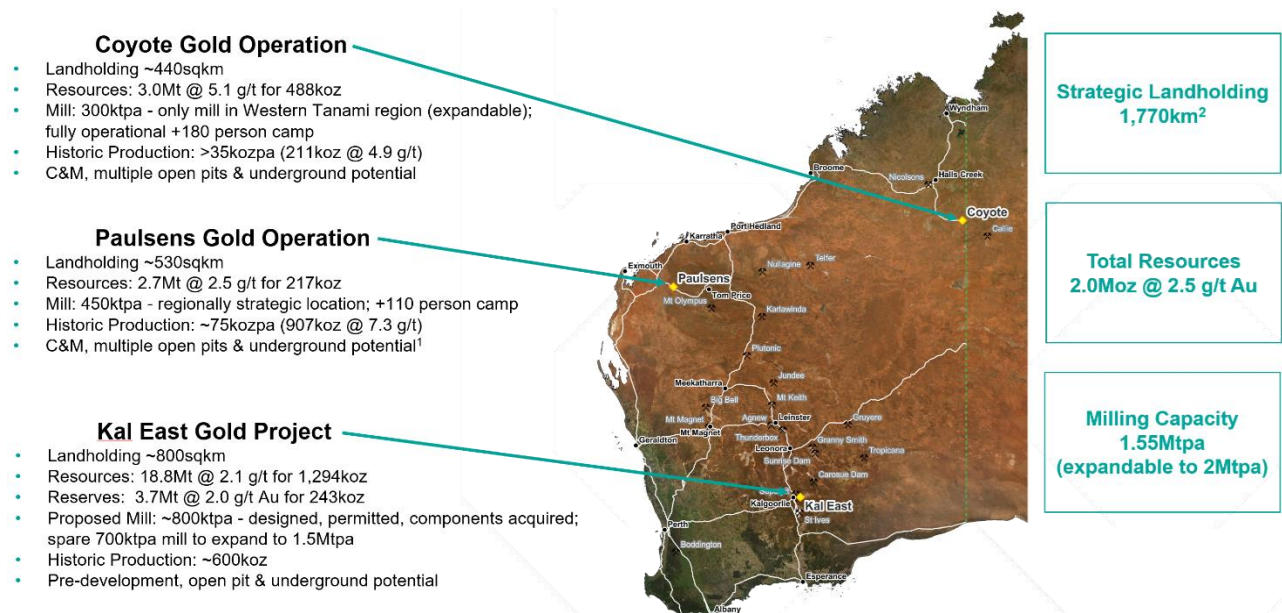 Coyote Gold Operation
• Landholding ~440sqkm
• Resources: 3.0Mt @ 5.1 g/t for 488koz
• Mill: 300ktpa - only mill in Western Tanami region (expandable);
fully operational +180 person camp
• Historic Production: >35kozpa (211koz @ 4.9 g/t)
• C&M, multiple open pits & underground potential
Paulsens Gold Operation
• Landholding ~530sqkm
• Resources: 2.7Mt @ 2.5 g/t for 217koz
• Mill: 450ktpa - regionally strategic location; +110 person camp
• Historic Production: ~75kozpa (907koz @ 7.3 g/t)
• C&M, multiple open pits & underground potential¹
Kal East Gold Project
• Landholding ~800sqkm
• Resources: 18.8Mt @ 2.1 g/t for 1,294koz
• Reserves: 3.7Mt @ 2.0 g/t Au for 243koz
• Proposed Mill: ~800ktpa - designed, permitted, components acquired;
spare 700ktpa mill to expand to 1.5Mtpa
• Historic Production: ~600koz
• Pre-development, open pit & underground potential
Wyndham
Broome
Nicolsons
Halls Creek
Coyote
Callie
Port Hedland
Karratha
Exmouth
Nullagine
Telfer
Paulsens
Tom Price
Mt Olympus
Karlawinda
Plutonic
Jundee
Meekatharra
Big Bell
Mt Keith
Mt Magnet
Agnew
Leinster
Gruyere
Mt Magnet
Geraldton
Thunderbox
Granny Smith
Leonora
Sunrise Dam
Tropicana
Carosue Dam
Kalgoorlie
Kal East
St Ives
Perth
Boddington
Esperance
Albany
Strategic Landholding
1,770km²
Total Resources
2.0Moz @ 2.5 g/t Au
Milling Capacity
1.55Mtpa
(expandable to 2Mtpa)